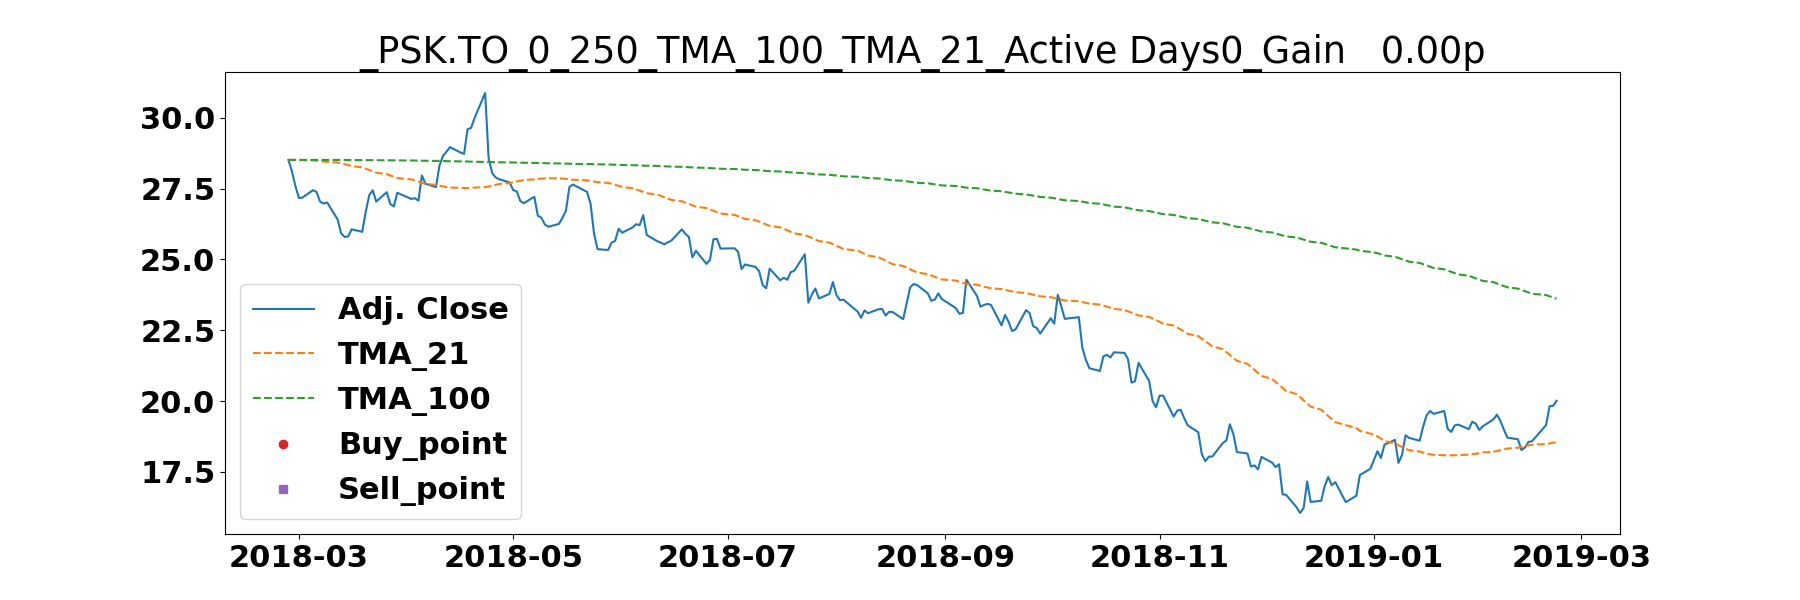 _PSK.TO_0_250_TMA_100_TMA_21_Active Days0_Gain   0.00p
30.0
27.5
25.0
22.5
20.0
17.5
Adj. Close
TMA_21
TMA_100
Buy_point
Sell_point
2018-03 2018-05 2018-07 2018-09 2018-11 2019-01 2019-03